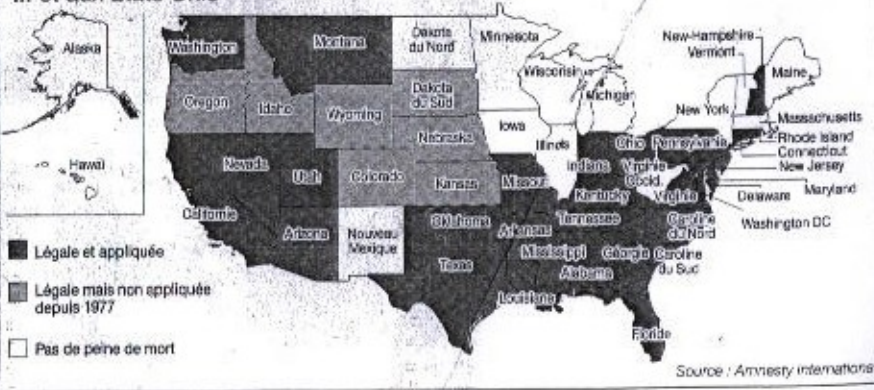 Alaska
Hawaï
Washington
Montana
Dakota
du Nord
Minnesota
Oregon
Idaho
Wyoming
Dakota
du Sud
Wisconsin
Michigan
New-Hampshire
Vermont
Maine
New York
Massachusetts
Rhode Island
Connecticut
New Jersey
Maryland
Delaware
Washington DC
Nevada
Utah
Colorado
Nebraska
Kansas
Iowa
Illinois
Indiana
Ohio
Pennsylvanie
Virginie
Occid.
Virginie
Missouri
Kentucky
Californie
Arizona
Nouveau
Mexique
Oklahoma
Texas
Arkansas
Tennessee
Caroline
du Nord
Mississippi
Alabama
Géorgie
Caroline
du Sud
Louisiane
Floride
Légale et appliquée
Légale mais non appliquée
depuis 1977
Pas de peine de mort
Source : Amnesty International